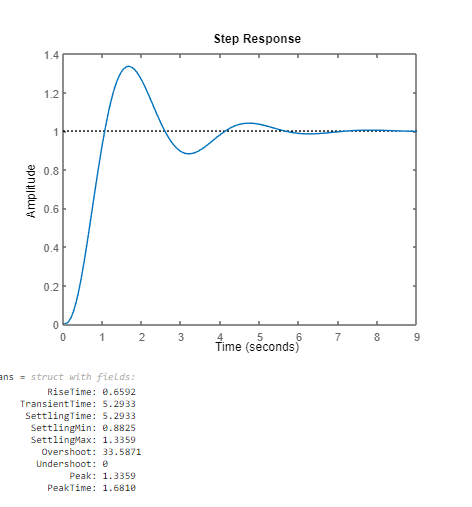 Step Response
1.4
1.2
1
0.8
0.6
0.4
0.2
0
Amplitude
0 1 2 3 4 5 6 7 8 9
Time (seconds)
ans = struct with fields:
RiseTime: 0.6592
TransientTime: 5.2933
SettlingTime: 5.2933
SettlingMin: 0.8825
SettlingMax: 1.3359
Overshoot: 33.5871
Undershoot: 0
Peak: 1.3359
PeakTime: 1.6810